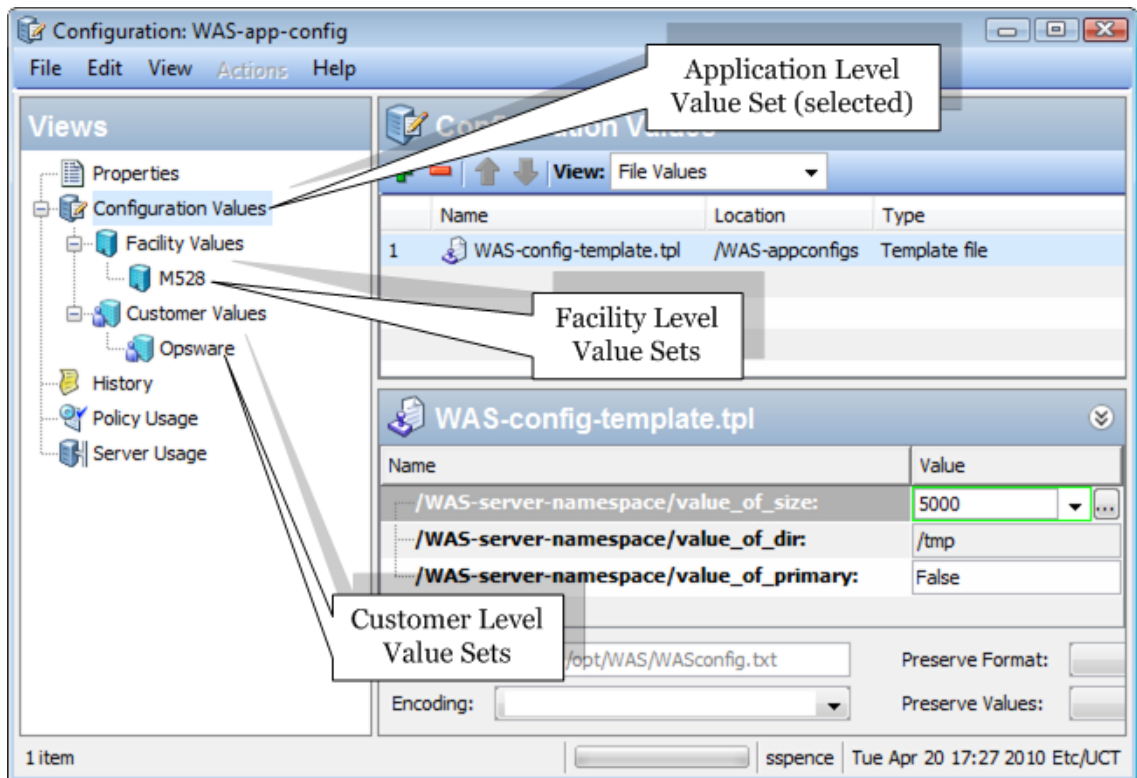 Configuration: WAS-app-config
File Edit View Actions Help
Application Level
Value Set (selected)
Views
Properties
Configuration Values
Facility Values
M528
Customer Values
Opsware
History
Policy Usage
Server Usage
Configuration Values
View: File Values
Name Location Type
1 WAS-config-template.tpl /WAS-appconfigs Template file
Facility Level
Value Sets
WAS-config-template.tpl
Name Value
/WAS-server-namespace/value_of_size: 5000 ...
/WAS-server-namespace/value_of_dir: /tmp
/WAS-server-namespace/value_of_primary: False
Customer Level
Value Sets
/opt/WAS/WASconfig.txt Preserve Format:
Encoding: Preserve Values:
1 item sspence Tue Apr 20 17:27 2010 Etc/UCT